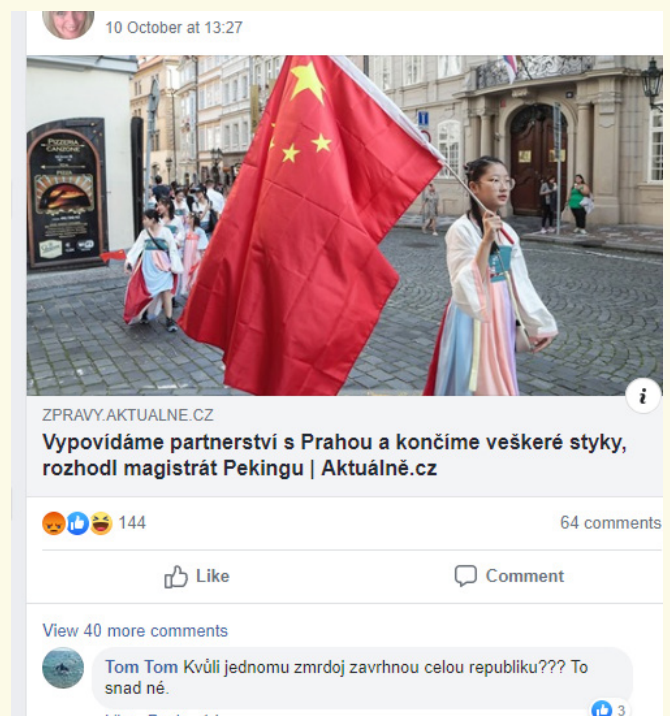 10 October at 13:27
PIZZERIA
CANZONE
PIZZA
i
ZPRAVY.AKTUALNE.CZ
Vypovídáme partnerství s Prahou a končíme veškeré styky,
rozhodl magistrát Pekingu | Aktuálně.cz
144
64 comments
Like
Comment
View 40 more comments
Tom Tom Kvůli jednomu zmrdoj zavrhnou celou republiku??? To
snad né.
3